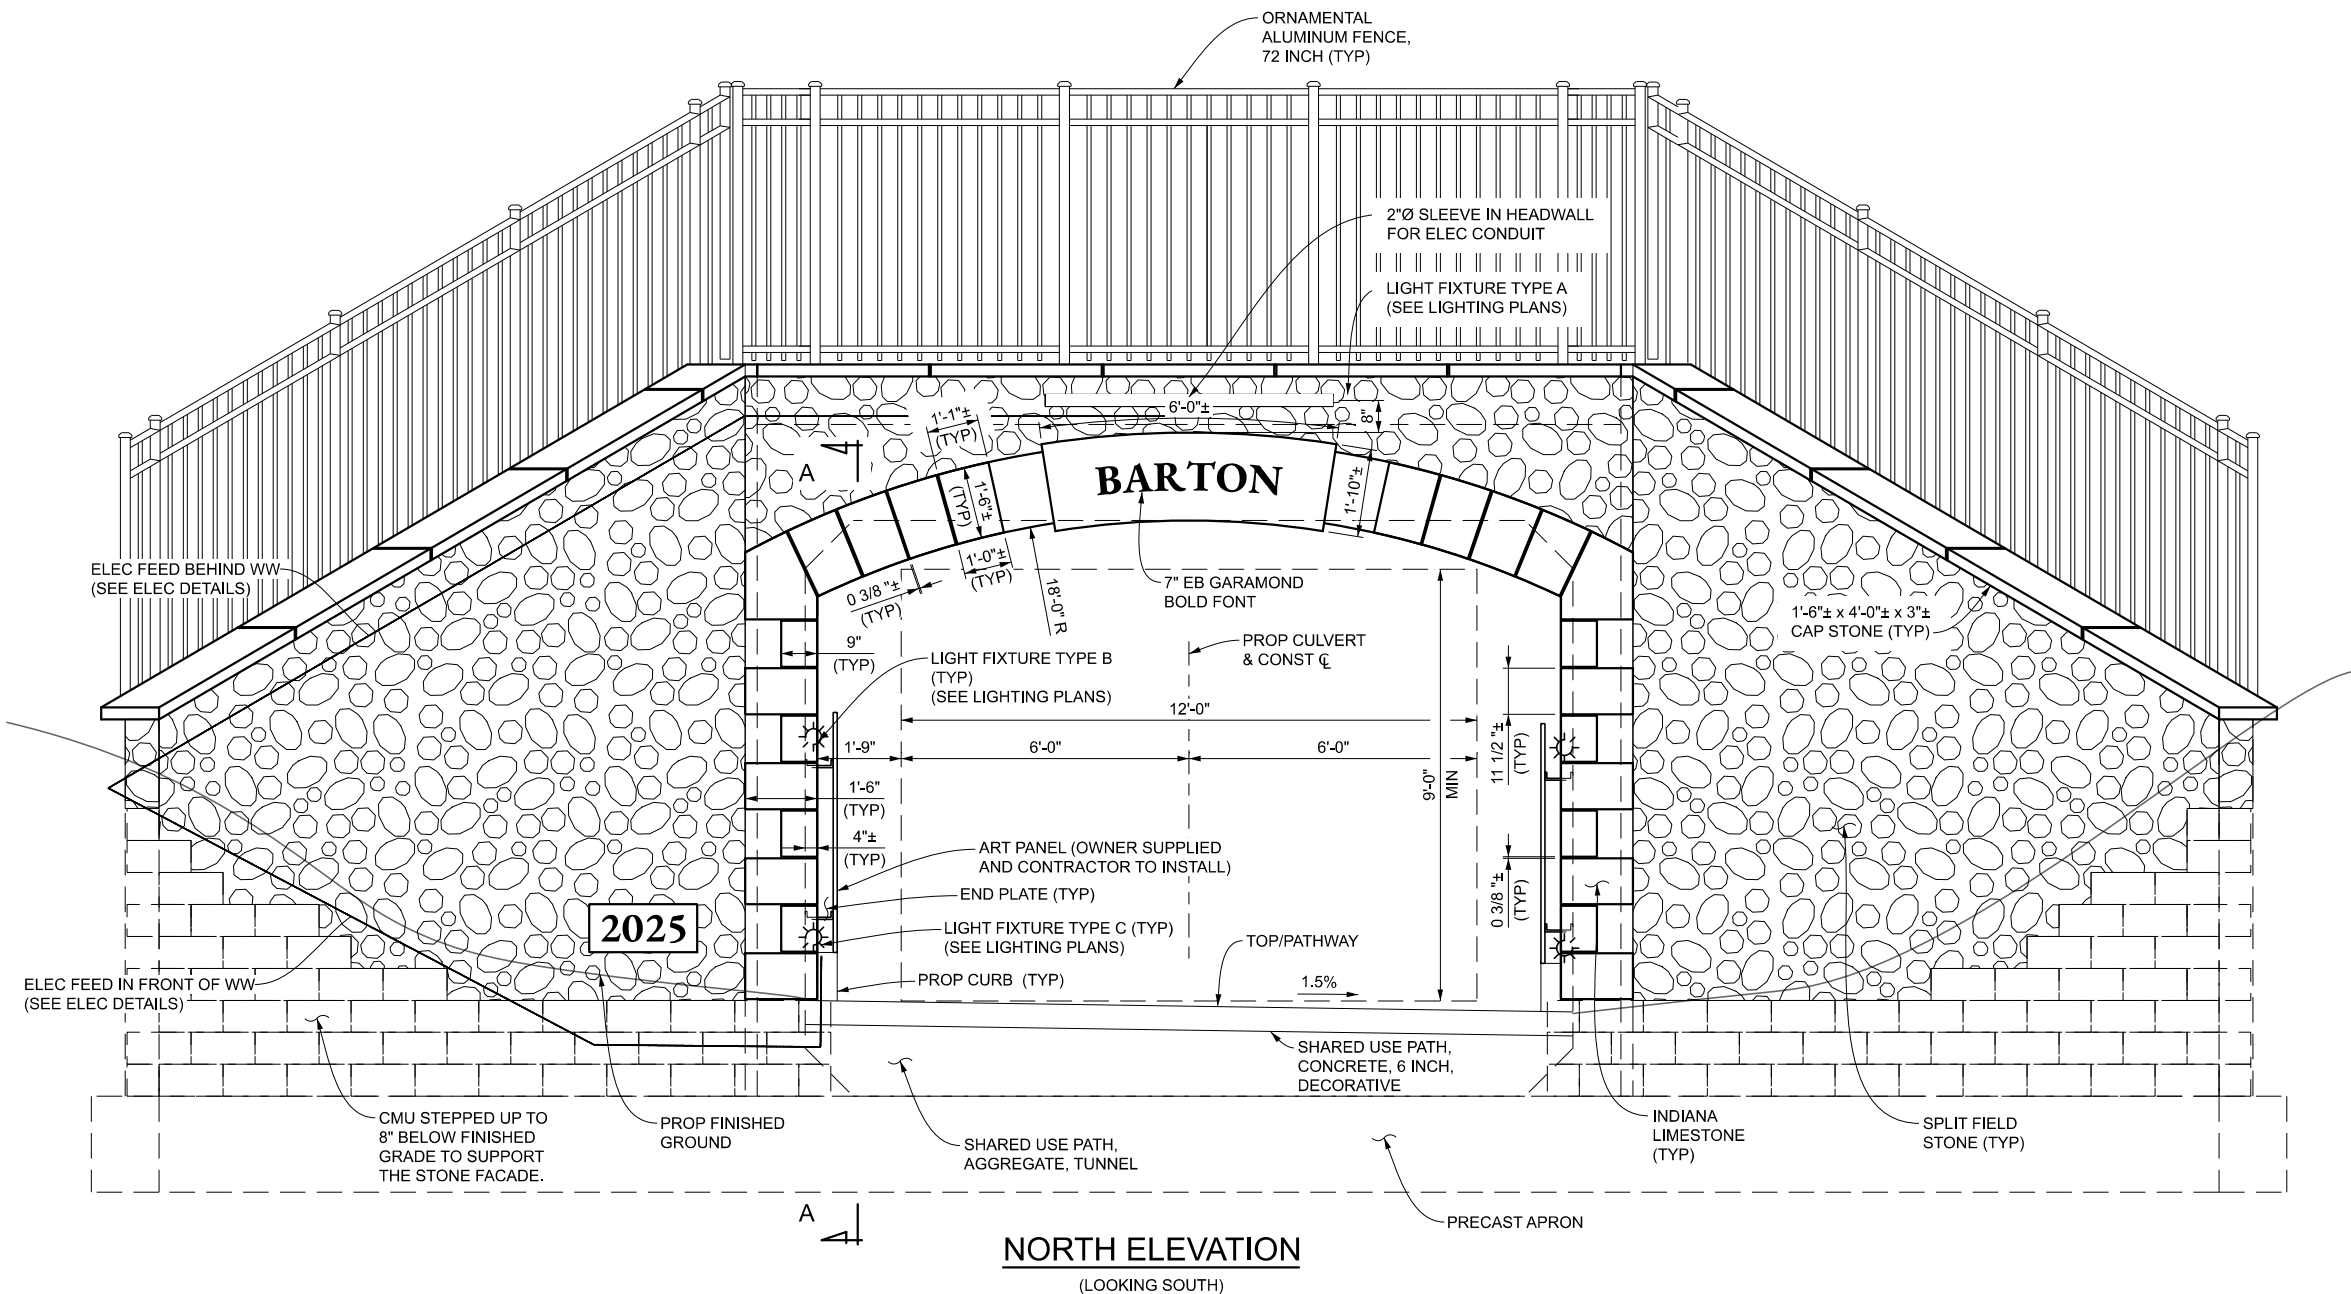 ORNAMENTAL
ALUMINUM FENCE,
72 INCH (TYP)
2"Ø SLEEVE IN HEADWALL
FOR ELEC CONDUIT
LIGHT FIXTURE TYPE A
(SEE LIGHTING PLANS)
6'-0"±
8"
1'-1"±
(TYP)
A
BARTON
1'-6"±
(TYP)
1'-10"±
1'-0"±
(TYP)
0 3/8 "±
(TYP)
18'-0" R
7" EB GARAMOND
BOLD FONT
ELEC FEED BEHIND WW
(SEE ELEC DETAILS)
1'-6"± x 4'-0"± x 3"±
CAP STONE (TYP)
9"
(TYP)
LIGHT FIXTURE TYPE B
(TYP)
(SEE LIGHTING PLANS)
PROP CULVERT
& CONST ℄
12'-0"
1'-9"
6'-0"
6'-0"
9'-0"
MIN
11 1/2 "±
(TYP)
1'-6"
(TYP)
4"±
(TYP)
ART PANEL (OWNER SUPPLIED
AND CONTRACTOR TO INSTALL)
END PLATE (TYP)
0 3/8 "±
(TYP)
2025
LIGHT FIXTURE TYPE C (TYP)
(SEE LIGHTING PLANS)
TOP/PATHWAY
PROP CURB (TYP)
1.5%
ELEC FEED IN FRONT OF WW
(SEE ELEC DETAILS)
SHARED USE PATH,
CONCRETE, 6 INCH,
DECORATIVE
CMU STEPPED UP TO
8" BELOW FINISHED
GRADE TO SUPPORT
THE STONE FACADE.
PROP FINISHED
GROUND
SHARED USE PATH,
AGGREGATE, TUNNEL
INDIANA
LIMESTONE
(TYP)
SPLIT FIELD
STONE (TYP)
PRECAST APRON
A
NORTH ELEVATION
(LOOKING SOUTH)